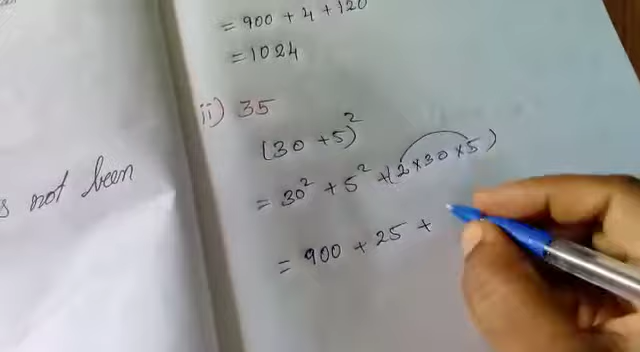 = 900 + 4 + 120
= 1024
ii) 35
(30 + 5)²
= 30² + 5² + (2 × 30 × 5)
= 900 + 25 +
not been